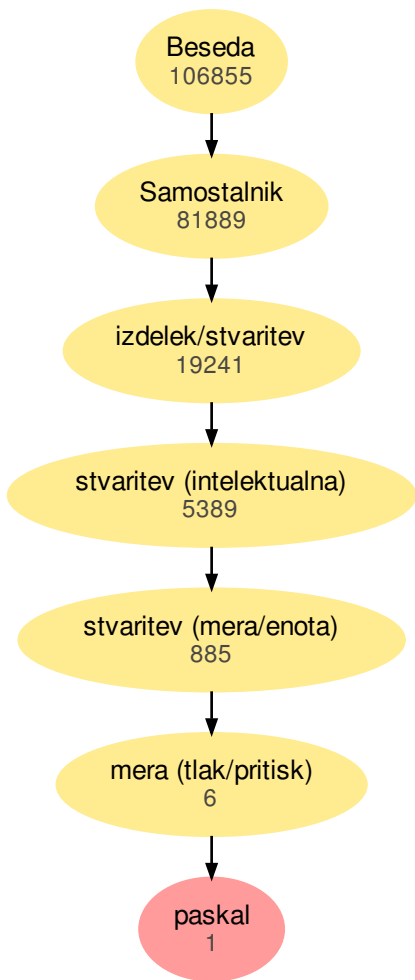 Beseda
106855
Samostalnik
81889
izdelek/stvaritev
19241
stvaritev (intelektualna)
5389
stvaritev (mera/enota)
885
mera (tlak/pritisk)
6
paskal
1